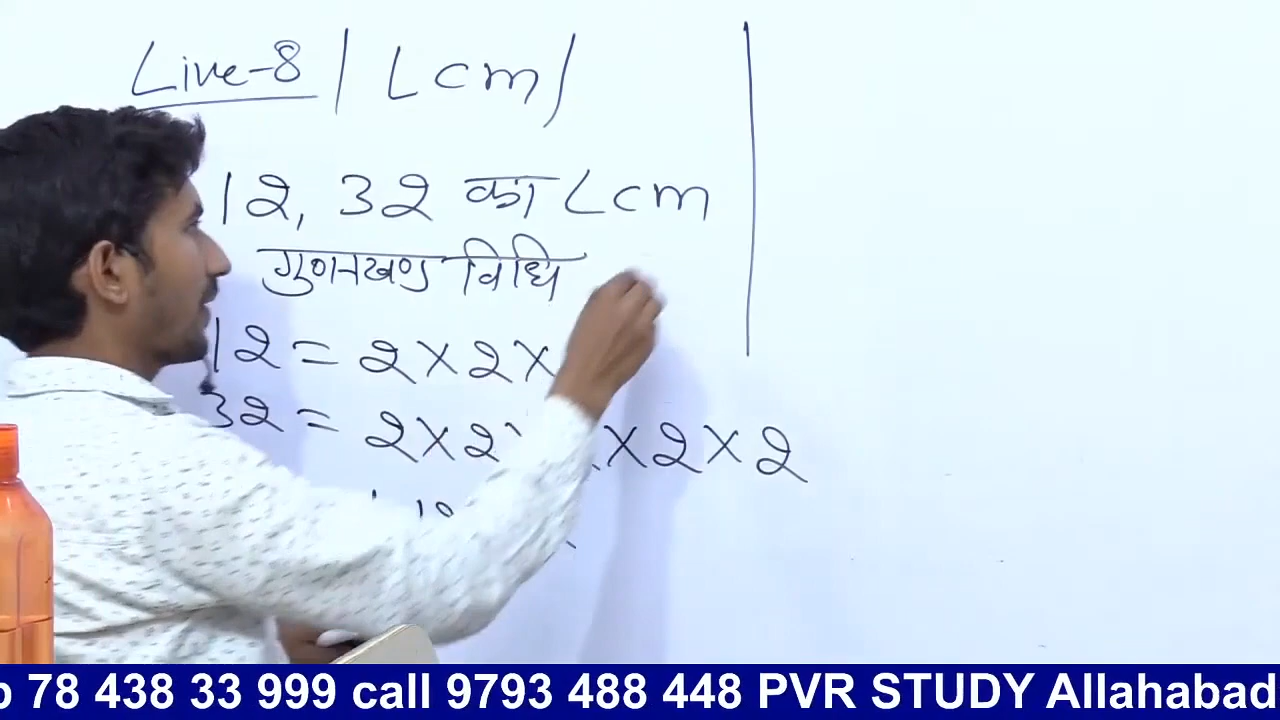 Live-8 | Lcm |
12, 32 का Lcm
गुणनखण्ड विधि
12 = 2×2×
32 = 2×2 ×2×2
78 438 33 999 call 9793 488 448 PVR STUDY Allahabad